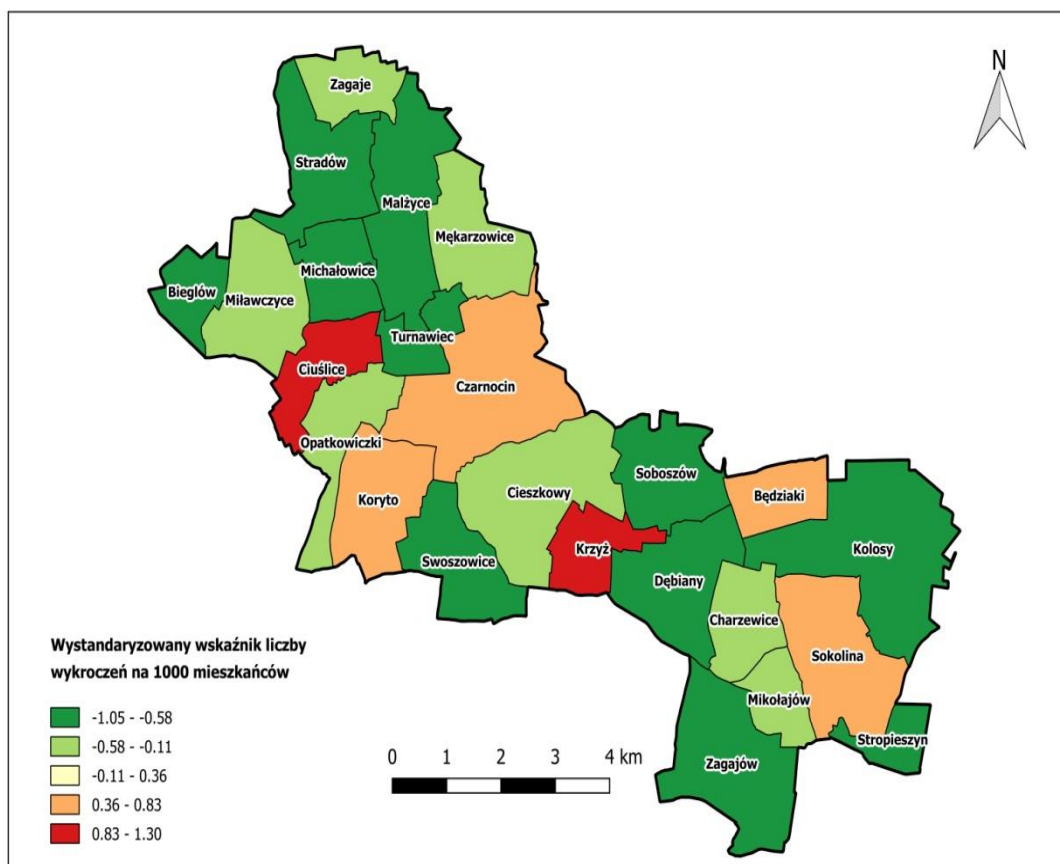 N
Zagaje
Stradów
Malżyce
Mękarzowice
Michałowice
Bieglów
Miławczyce
Turnawiec
Ciuślice
Czarnocin
Opatkowiczki
Soboszów
Cieszkowy
Będziaki
Koryto
Krzyż
Kolosy
Swoszowice
Dębiany
Charzewice
Sokolina
Mikołajów
Stropieszyn
Zagajów
Wystandaryzowany wskaźnik liczby
wykroczeń na 1000 mieszkańców
-1.05 - -0.58
-0.58 - -0.11
-0.11 - 0.36
0.36 - 0.83
0.83 - 1.30
0 1 2 3 4 km